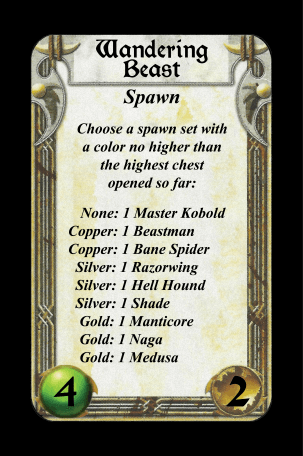 Wandering
Beast
Spawn
Choose a spawn set with
a color no higher than
the highest chest
opened so far:
None: 1 Master Kobold
Copper: 1 Beastman
Copper: 1 Bane Spider
Silver: 1 Razorwing
Silver: 1 Hell Hound
Silver: 1 Shade
Gold: 1 Manticore
Gold: 1 Naga
Gold: 1 Medusa
4 2